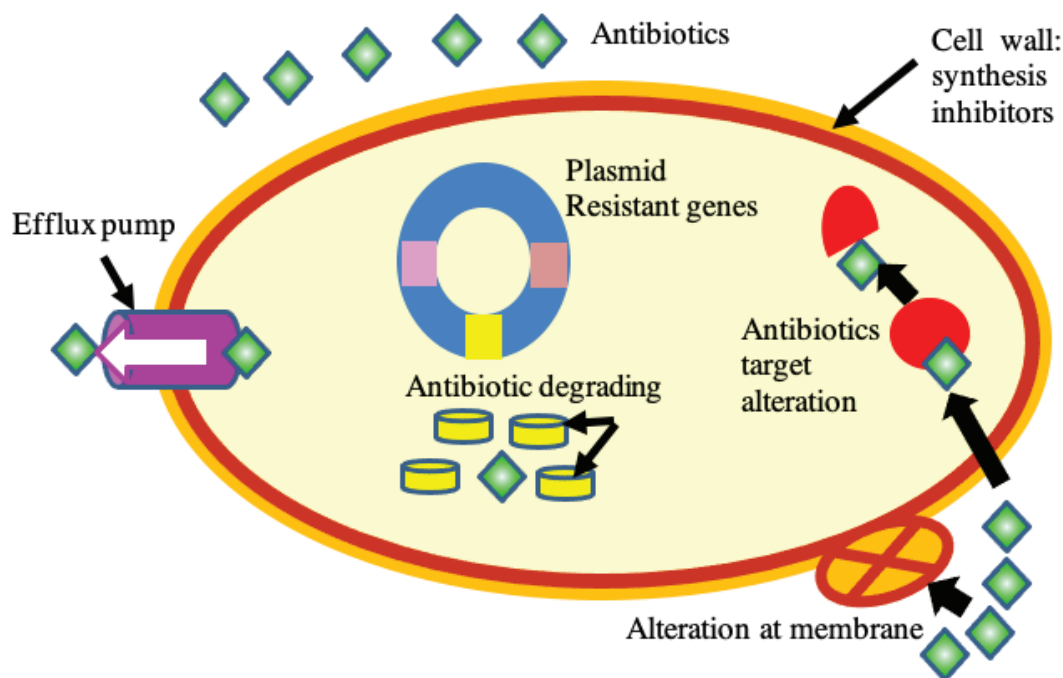 Antibiotics
Cell wall:
synthesis
inhibitors
Plasmid
Resistant genes
Efflux pump
Antibiotics
target
alteration
Antibiotic degrading
Alteration at membrane